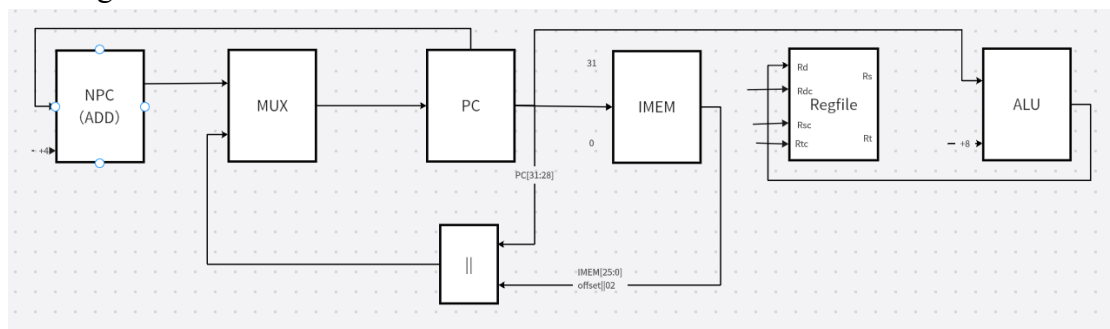 NPC
（ADD）
+4
MUX
PC
31
0
IMEM
Rd
Rdc
Rsc
Rtc
Regfile
Rs
Rt
ALU
+8
PC[31:28]
||
IMEM[25:0]
offset||02